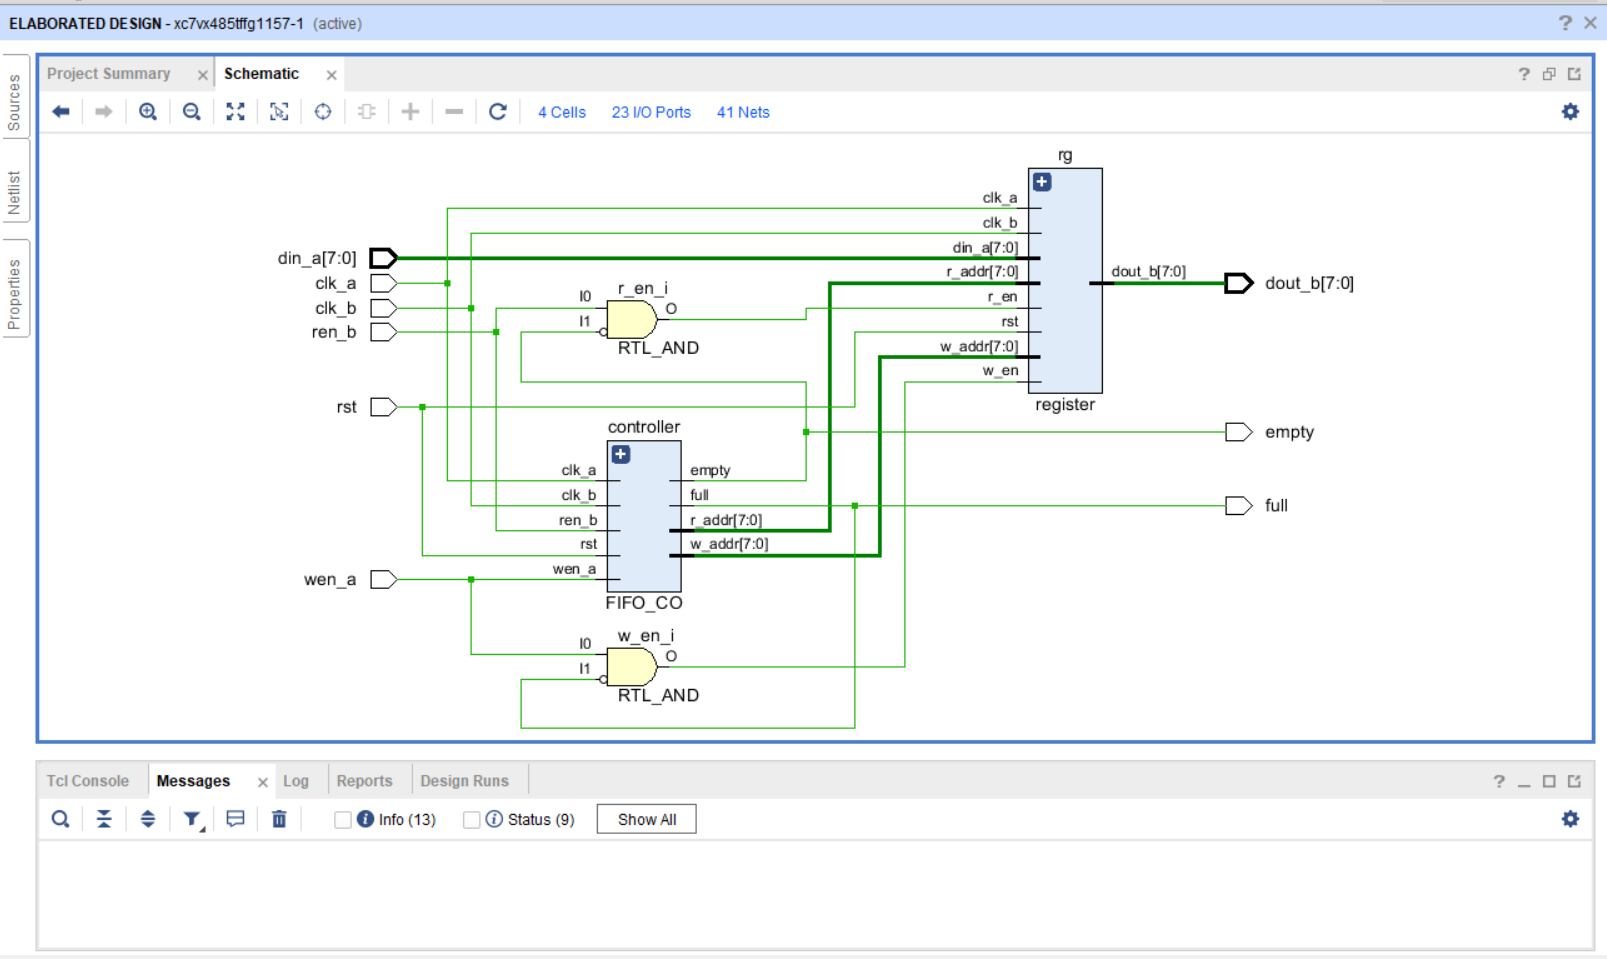 ELABORATED DESIGN - xc7vx485tffg1157-1 (active)
?
Sources
Netlist
Properties
Project Summary
Schematic
?
4 Cells 23 I/O Ports 41 Nets
rg
clk_a
clk_b
din_a[7:0]
r_addr[7:0]
r_en
rst
w_addr[7:0]
w_en
dout_b[7:0]
register
din_a[7:0]
clk_a
clk_b
ren_b
rst
wen_a
r_en_i
I0
I1
O
RTL_AND
controller
clk_a
clk_b
ren_b
rst
wen_a
empty
full
r_addr[7:0]
w_addr[7:0]
FIFO_CO
w_en_i
I0
I1
O
RTL_AND
dout_b[7:0]
empty
full
Tcl Console Messages Log Reports Design Runs
?
Info (13) Status (9) Show All